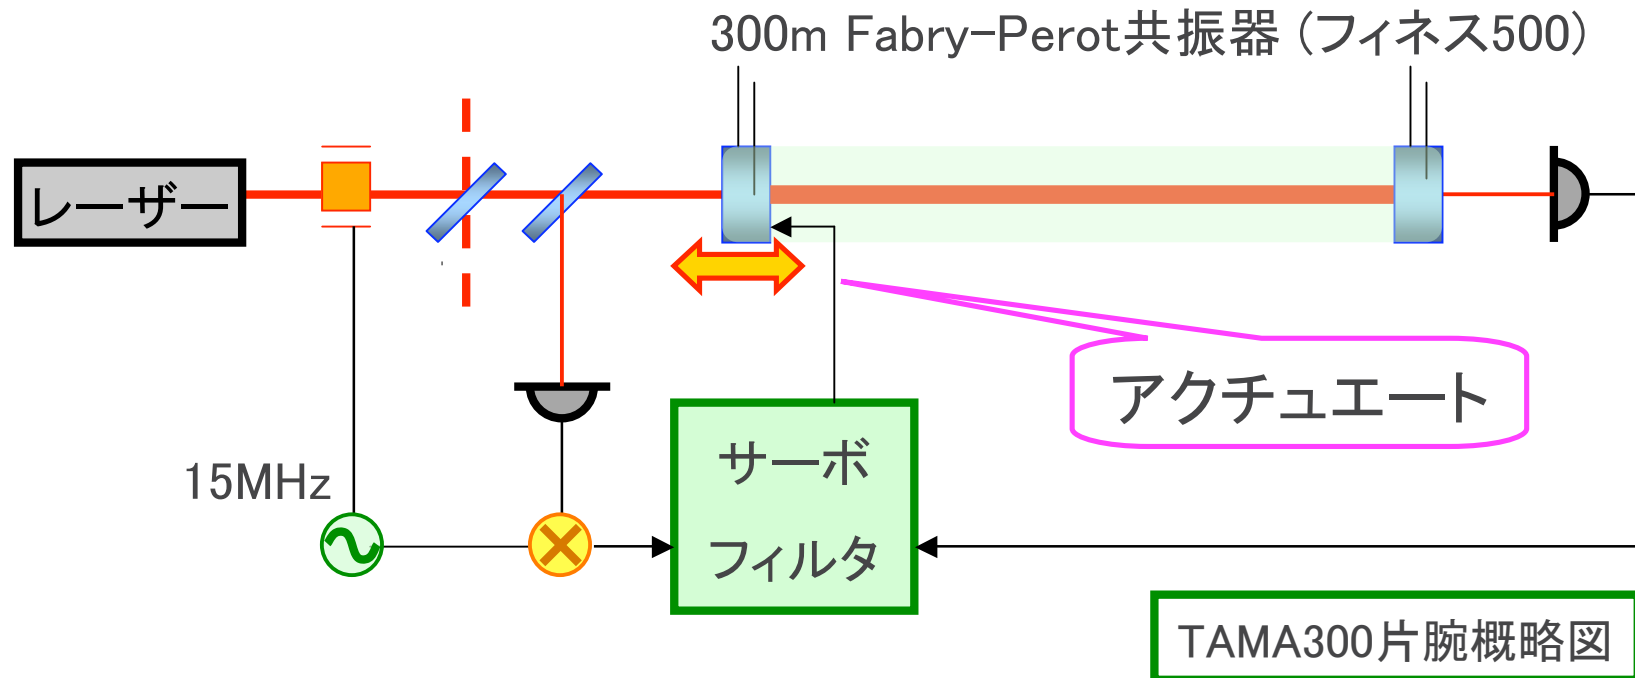 300m Fabry-Perot共振器（フィネス500）
レーザー
アクチュエート
15MHz
サーボ
フィルタ
TAMA300片腕概略図